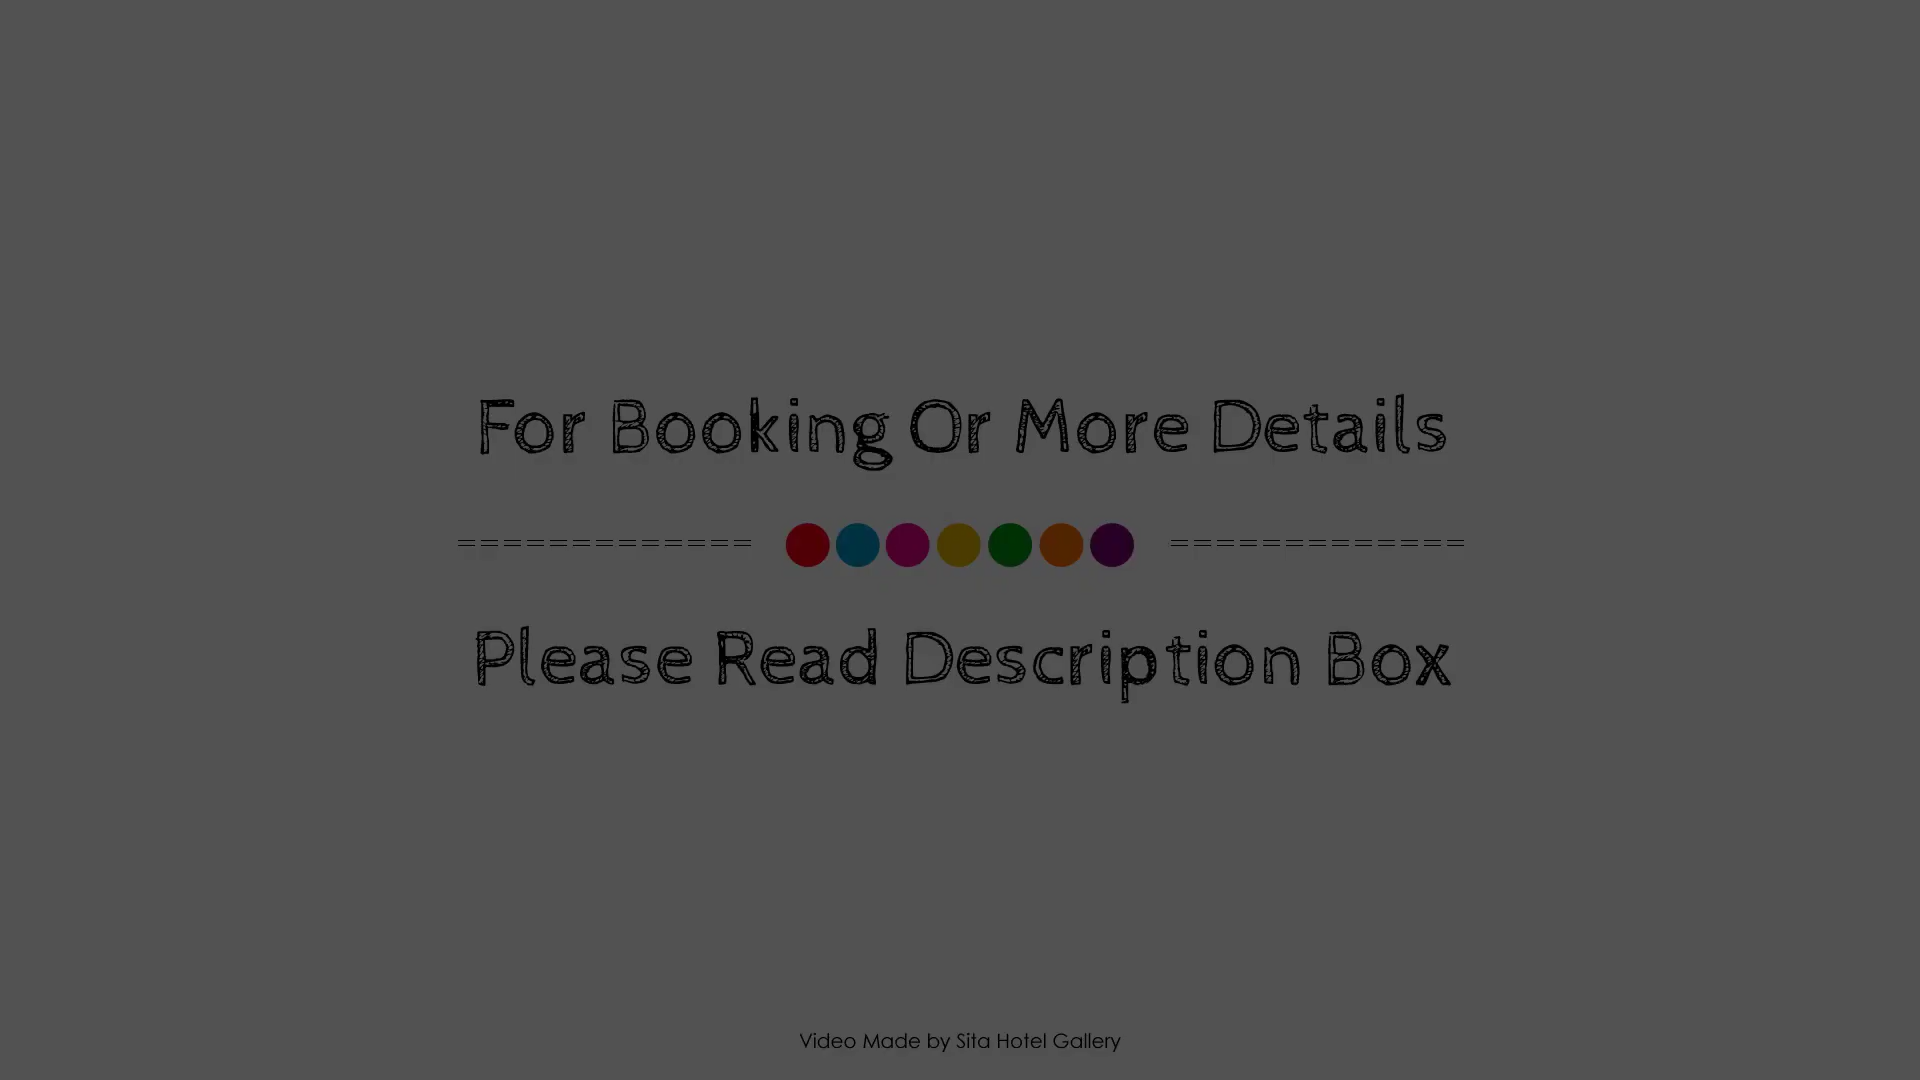 For Booking Or More Details
============= =============
Please Read Description Box
Video Made by Sita Hotel Gallery